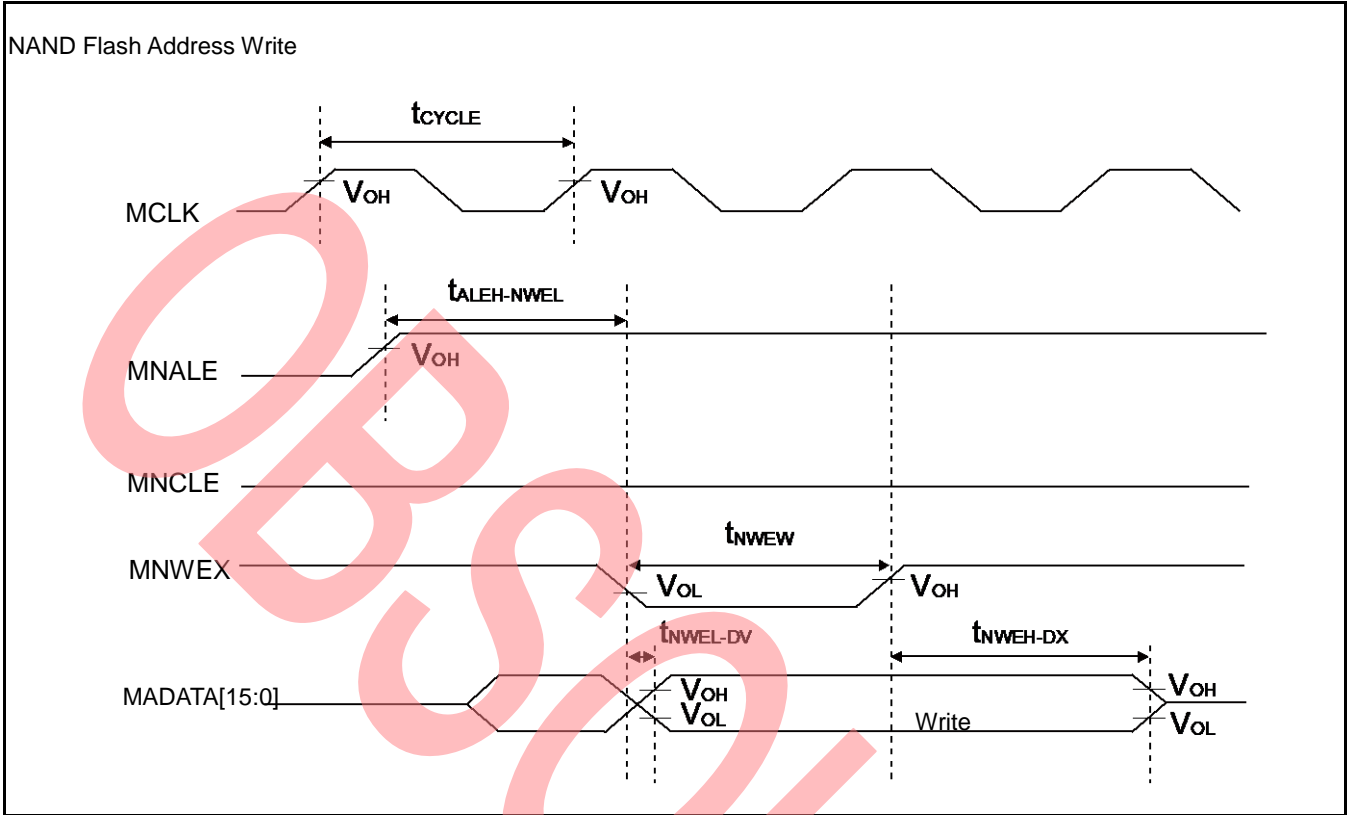 NAND Flash Address Write
tCYCLE
MCLK
VOH
VOH
tALEH-NWEL
MNALE
VOH
MNCLE
tNWEW
MNWEX
VOL
VOH
tNWEL-DV
tNWEH-DX
MADATA[15:0]
VOH
VOH
VOL
Write
VOL
OBSOL